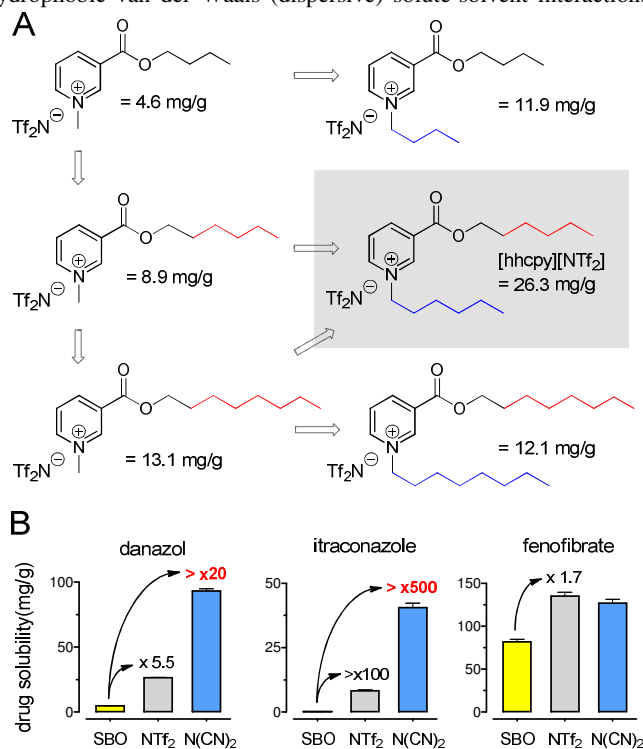 ydrophobic van der Waals (dispersive) solute-solvent interactions
A
O
O
N
+
Tf₂N
−
= 4.6 mg/g
O
O
N
+
Tf₂N
−
= 11.9 mg/g
O
O
N
+
Tf₂N
−
= 8.9 mg/g
O
O
N
+
Tf₂N
−
[hhcpy][NTf₂]
= 26.3 mg/g
O
O
N
+
Tf₂N
−
= 13.1 mg/g
O
O
N
+
Tf₂N
−
= 12.1 mg/g
B
drug solubility(mg/g)
danazol
100
50
0
x 5.5
> x20
SBO NTf₂ N(CN)₂
itraconazole
50
25
0
>x100
> x500
SBO NTf₂ N(CN)₂
fenofibrate
150
100
50
0
x 1.7
SBO NTf₂ N(CN)₂